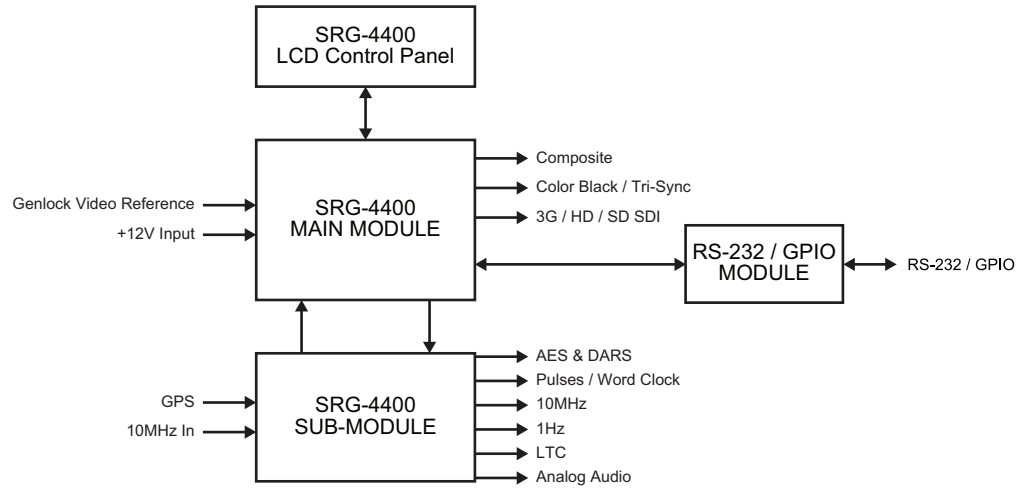 SRG-4400
LCD Control Panel
Genlock Video Reference
+12V Input
SRG-4400
MAIN MODULE
Composite
Color Black / Tri-Sync
3G / HD / SD SDI
RS-232 / GPIO
MODULE
RS-232 / GPIO
GPS
10MHz In
SRG-4400
SUB-MODULE
AES & DARS
Pulses / Word Clock
10MHz
1Hz
LTC
Analog Audio